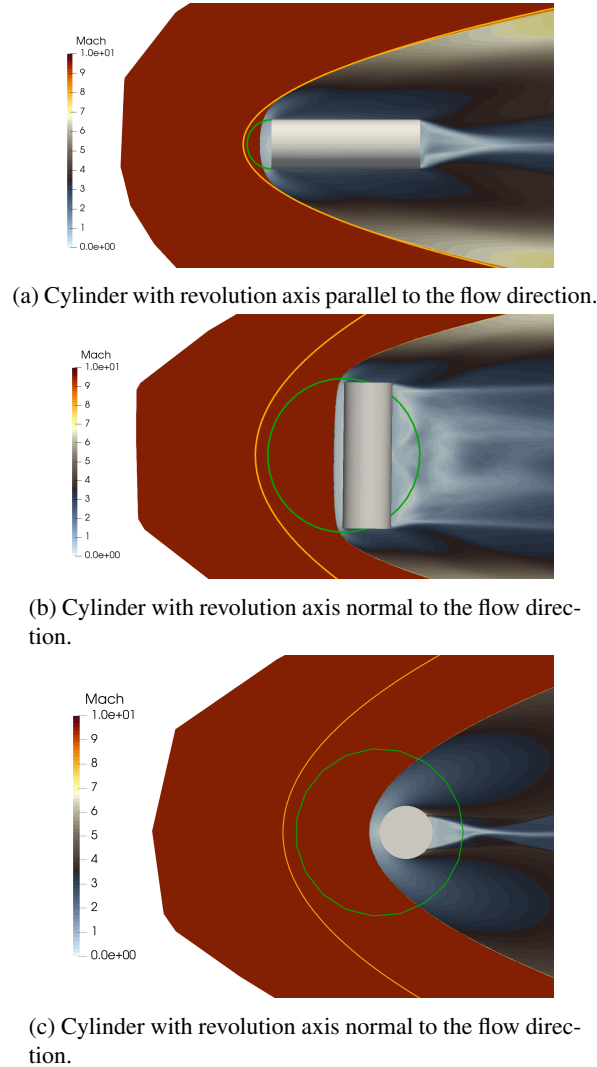 Mach
1.0e+01
9
8
7
6
5
4
3
2
1
0.0e+00
(a) Cylinder with revolution axis parallel to the flow direction.
Mach
1.0e+01
9
8
7
6
5
4
3
2
1
0.0e+00
(b) Cylinder with revolution axis normal to the flow direc-
tion.
Mach
1.0e+01
9
8
7
6
5
4
3
2
1
0.0e+00
(c) Cylinder with revolution axis normal to the flow direc-
tion.